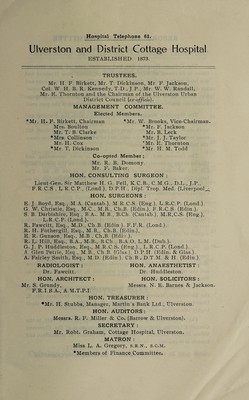 Hospital Telephone 61.
Ulverston and District Cottage Hospital.
ESTABLISHED 1873.
TRUSTEES.
Mr. H. F. Birkett, Mr. T. Dickinson, Mr. F. Jackson,
Col. W. H. B. R. Kennedy, T.D., J.P., Mr. W. W. Randall,
Mr. E. Thornton and the Chairman of the Ulverston Urban
District Council (ex-officio).
MANAGEMENT COMMITTEE.
Elected Members.
*Mr. H. F. Birkett, Chairman *Mr. W. Brooks, Vice-Chairman.
Mrs. Boulton *Mr. F. Jackson
Mr. T. B. Clarke Mr. B. Leck
*Mrs. Collinson *Mr. J. J. Taylor
Mr. H. Cox *Mr. E. Thornton
*Mr. T. Dickinson *Mr. H. M. Todd
Co-opted Member:
Mr. R. B. Domony
Mr. F. Baker.
HON. CONSULTING SURGEON:
Lieut.-Gen. Sir Matthew H. G. Fell, K.C.B., C.M.G., D.L., J.P.,
F.R.C.S., L.R.C.P., (Lond.), D.P.H., Dipl. Trop. Med. (Liverpool).
HON. SURGEONS:
E. J. Boyd, Esq., M.A. (Cantab.), M.R.C.S. (Eng.), L.R.C.P. (Lond.)
G. W. Christie, Esq., M.C., M.B., Ch.B. (Edin.), F.R.C.S. (Edin.)
S. B. Darbishire, Esq., B.A., M.B., B.Ch. (Cantab.), M.R.C.S. (Eng.),
L.R.C.P. (Lond.).
R. Fawcitt, Esq., M.D., Ch.B. (Edin.), F.F.R. (Lond.).
R. H. Fothergill, Esq., M.B., Ch.B. (Edin.).
H. B. Ganane, Esq., M.B., Ch.B. (Edin.).
R. L. Hill, Esq., B.A., M.B., B.Ch., B.A.O., L.M. (Dub.).
G. J. P. Huddleston, Esq., M.R.C.S. (Eng.), L.R.C.P. (Lond.).
A. Fairley Smith, Esq., M.D. (Edin.), Ch.B., D.T.M. & H. (Edin.).
RADIOLOGIST: HON. ANAESTHETIST:
Dr. Fawcitt. Dr. Huddleston.
HON. ARCHITECT: HON. SOLICITORS:
Mr. S. Grundy, Messrs. N. E. Barnes & Jackson.
F.R.I.B.A., A.M.T.P.I.
HON. TREASURER:
*Mr. H. Stubbs, Manager, Martin's Bank Ltd., Ulverston
HON. AUDITORS:
Messrs. R. F. Miller & Co. (Barrow & Ulverston).
SECRETARY:
Mr. Robt. Graham, Cottage Hospital, Ulverston.
MATRON:
Miss L. A. Gregory, S.R.N., S.C.M.
*Members of Finance Committee.